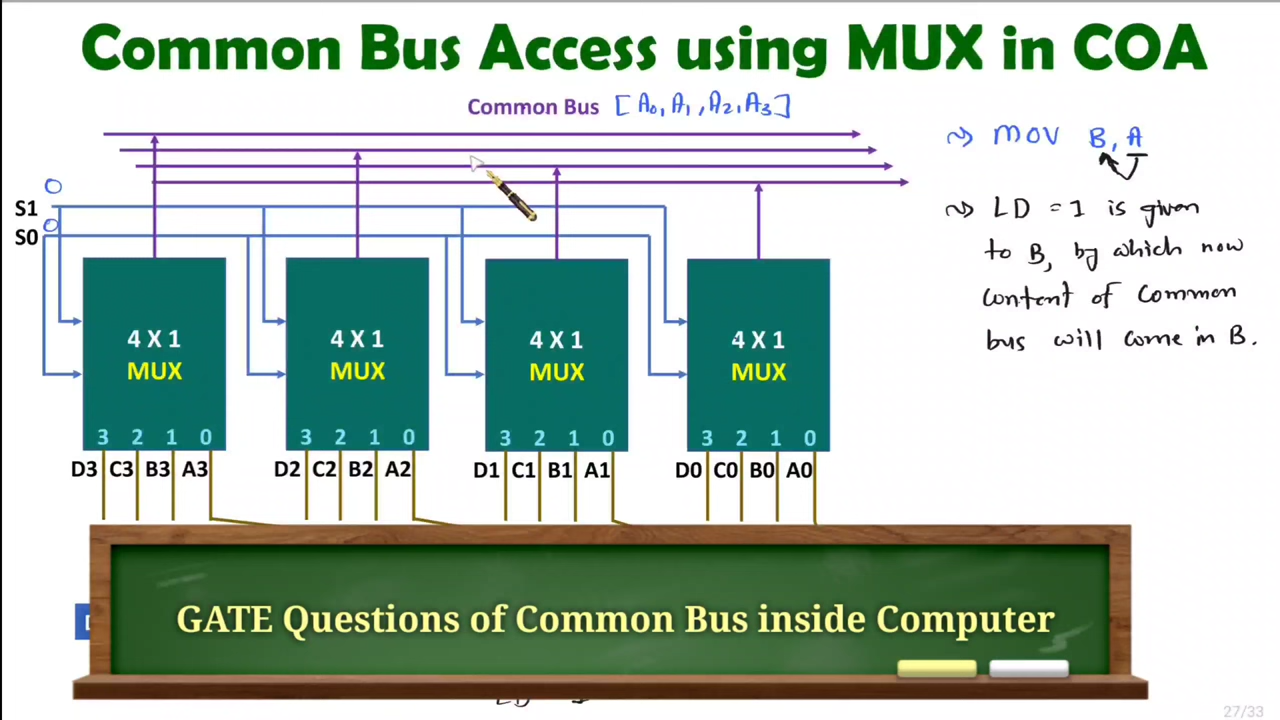 Common Bus Access using MUX in COA
Common Bus [A0, A1, A2, A3]
~> MOV B, A
~> LD = 1 is given
to B, by which now
content of common
bus will come in B.
0
S1
0
S0
4 X 1 4 X 1 4 X 1 4 X 1
MUX MUX MUX MUX
3 2 1 0 3 2 1 0 3 2 1 0 3 2 1 0
D3 C3 B3 A3 D2 C2 B2 A2 D1 C1 B1 A1 D0 C0 B0 A0
GATE Questions of Common Bus inside Computer
27/33